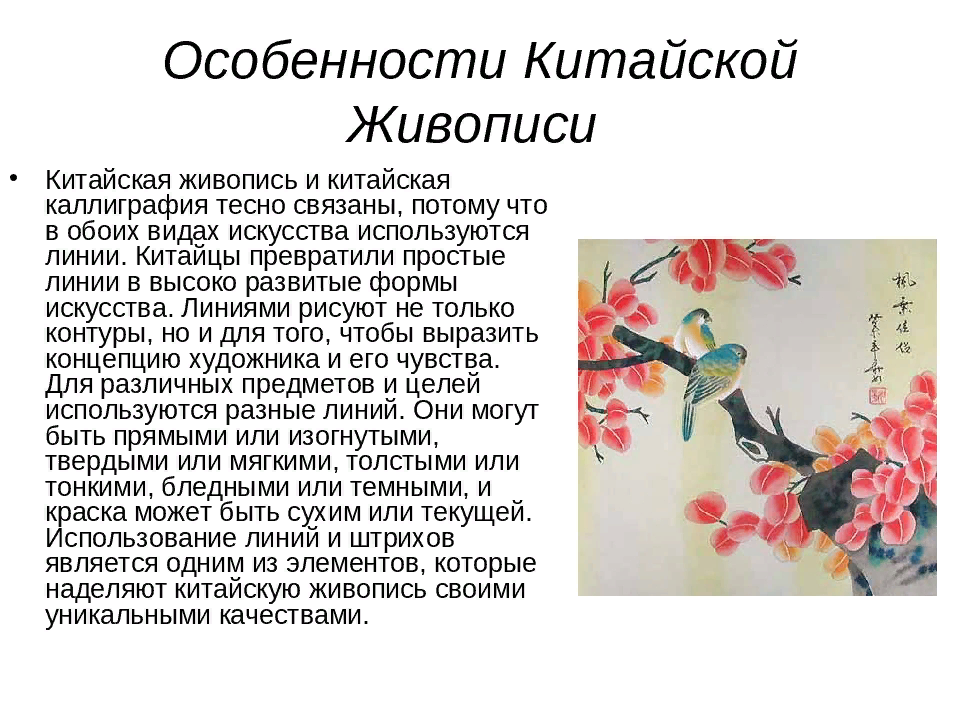 Особенности Китайской
Живописи
• Китайская живопись и китайская
каллиграфия тесно связаны, потому что
в обоих видах искусства используются
линии. Китайцы превратили простые
линии в высоко развитые формы
искусства. Линиями рисуют не только
контуры, но и для того, чтобы выразить
концепцию художника и его чувства.
Для различных предметов и целей
используются разные линий. Они могут
быть прямыми или изогнутыми,
твердыми или мягкими, толстыми или
тонкими, бледными или темными, и
краска может быть сухим или текущей.
Использование линий и штрихов
является одним из элементов, которые
наделяют китайскую живопись своими
уникальными качествами.